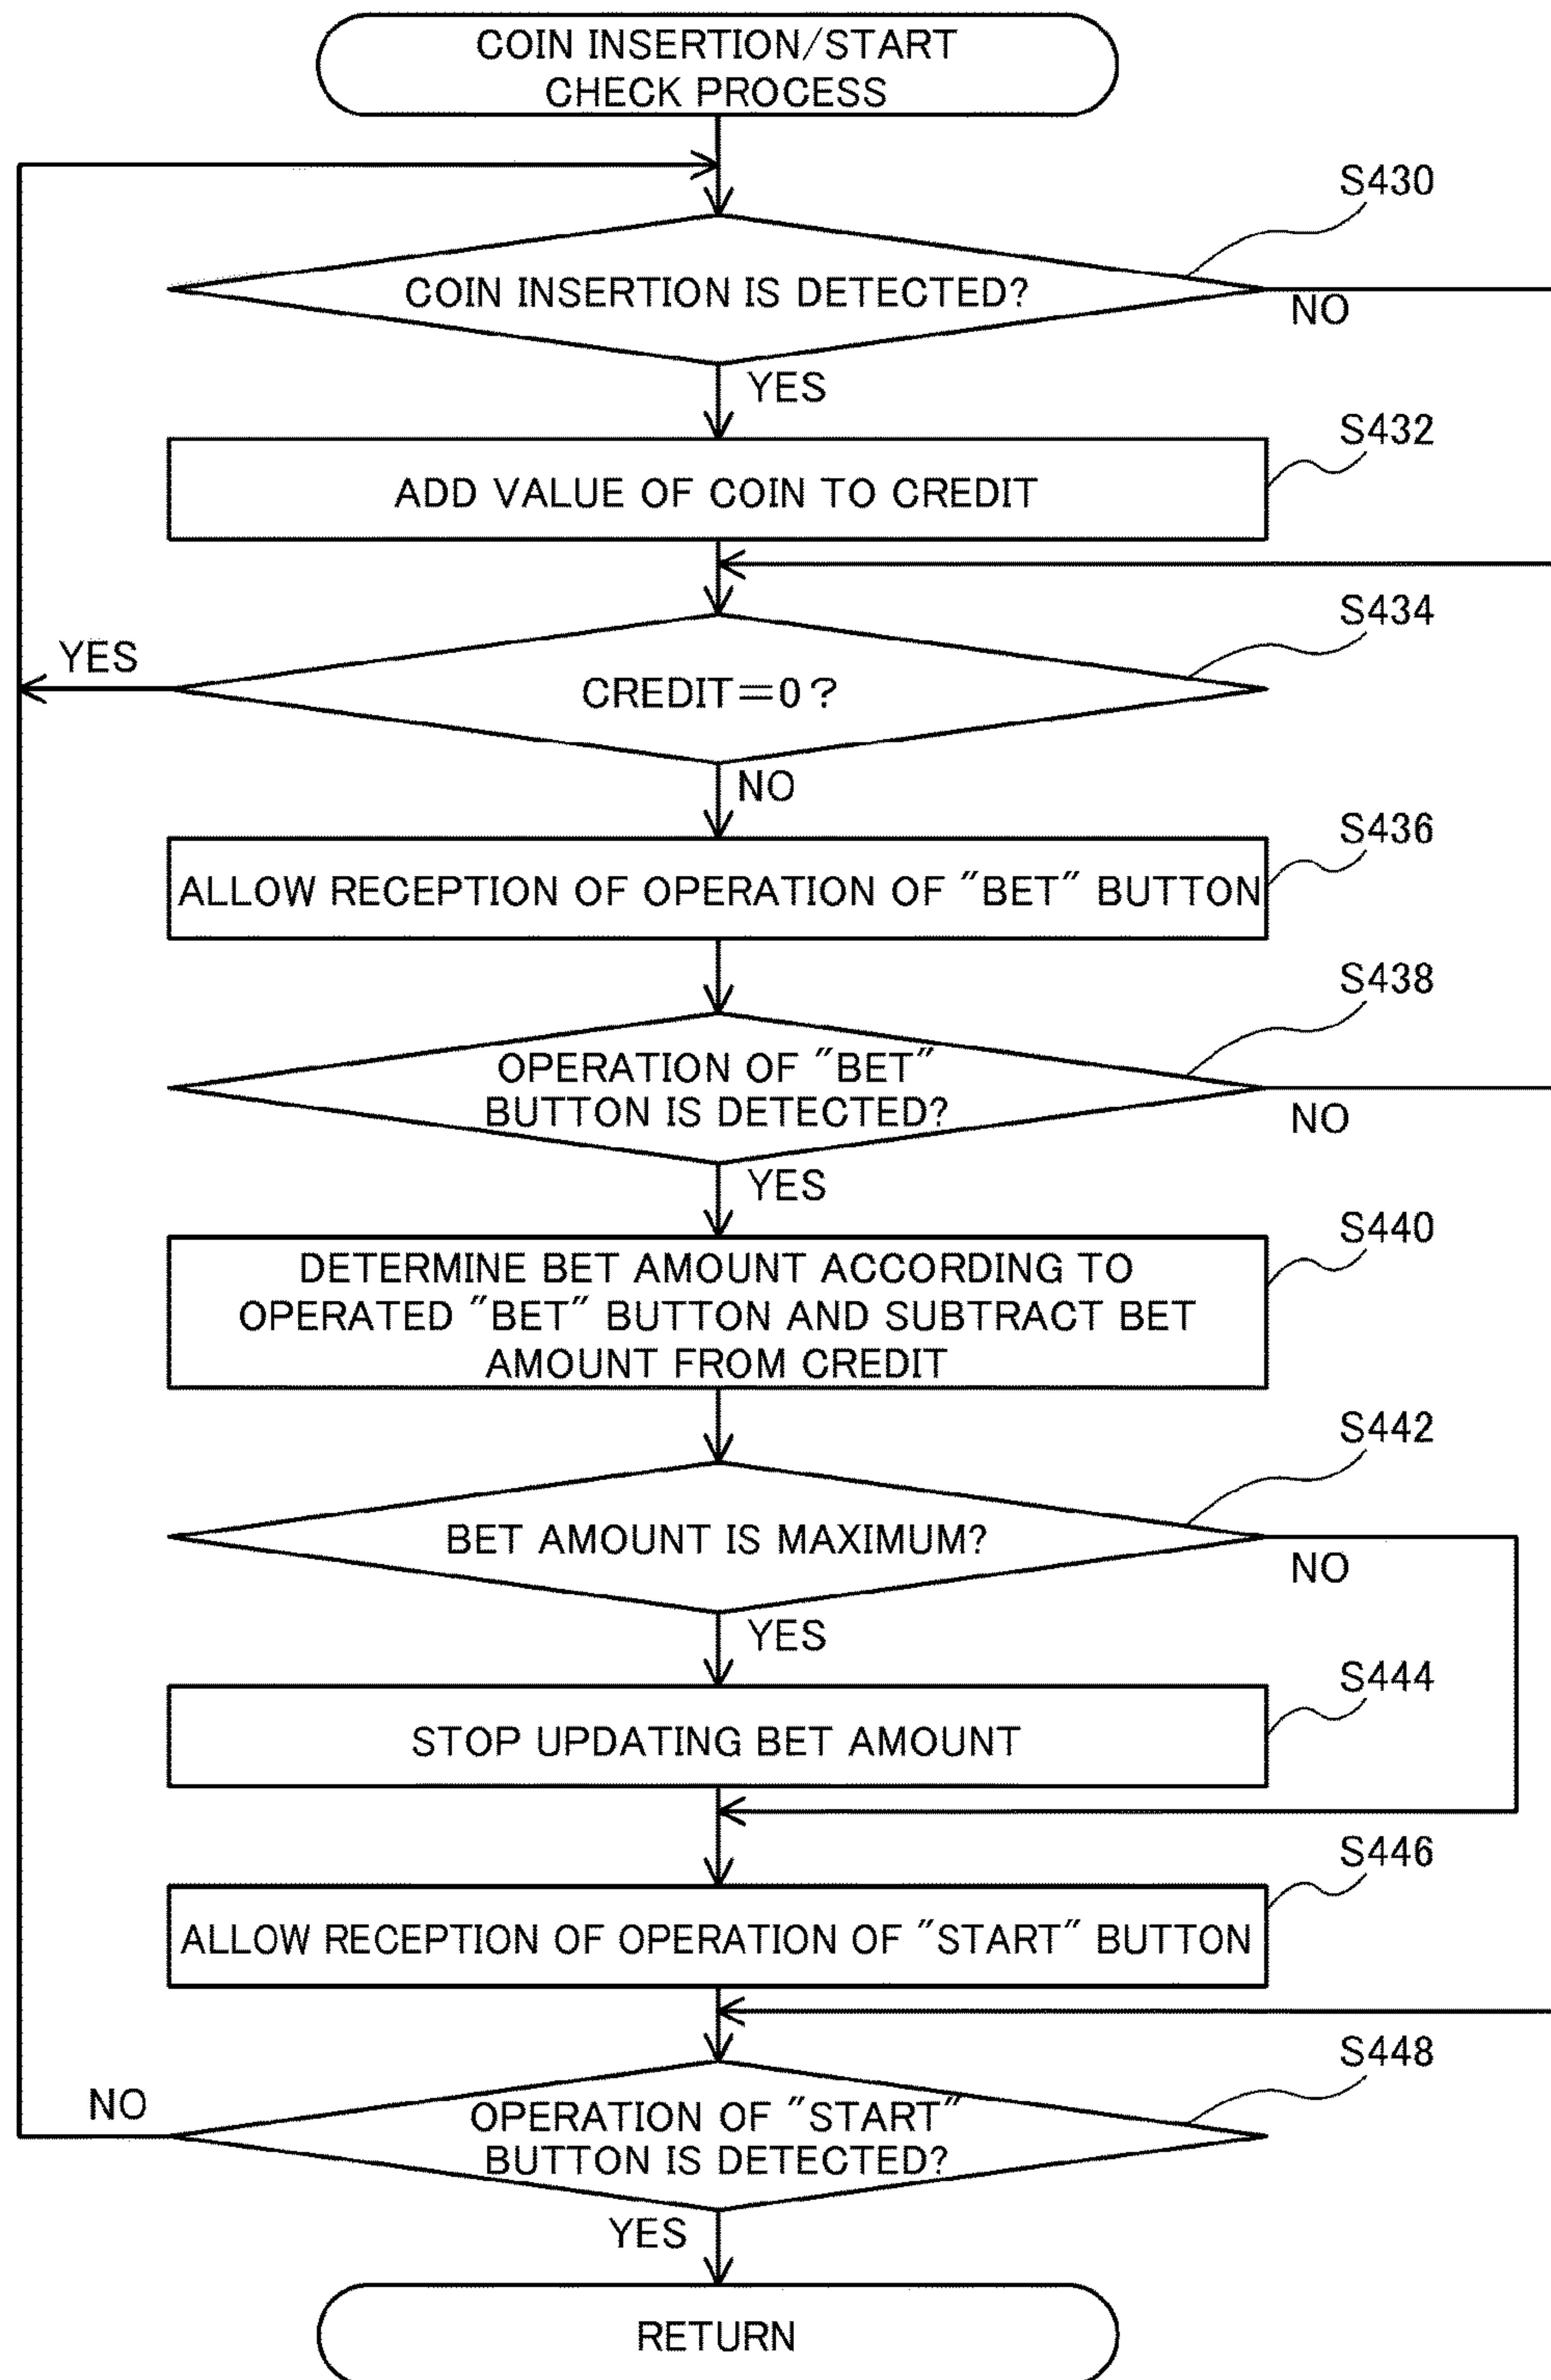 COIN INSERTION/START
CHECK PROCESS
S430
COIN INSERTION IS DETECTED?
NO
YES
S432
ADD VALUE OF COIN TO CREDIT
S434
YES
CREDIT=0?
NO
S436
ALLOW RECEPTION OF OPERATION OF "BET" BUTTON
S438
OPERATION OF "BET"
BUTTON IS DETECTED?
NO
YES
S440
DETERMINE BET AMOUNT ACCORDING TO
OPERATED "BET" BUTTON AND SUBTRACT BET
AMOUNT FROM CREDIT
S442
BET AMOUNT IS MAXIMUM?
NO
YES
S444
STOP UPDATING BET AMOUNT
S446
ALLOW RECEPTION OF OPERATION OF "START" BUTTON
S448
NO
OPERATION OF "START"
BUTTON IS DETECTED?
YES
RETURN